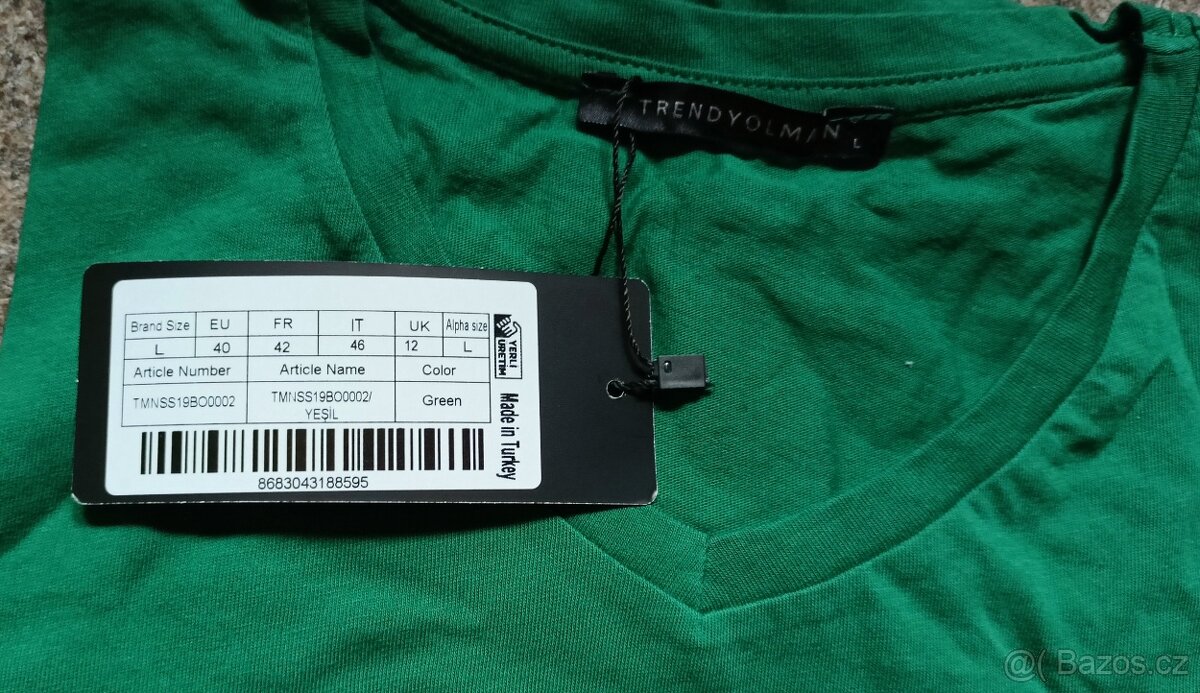 TRENDYOLMAN
L
Brand Size EU FR IT UK Alpha size
L 40 42 46 12 L
Article Number Article Name Color
TMNSS19BO0002 TMNSS19BO0002/
YEŞİL Green
8683043188595
YERLİ
ÜRETİM
Made in Turkey
@( Bazos.cz